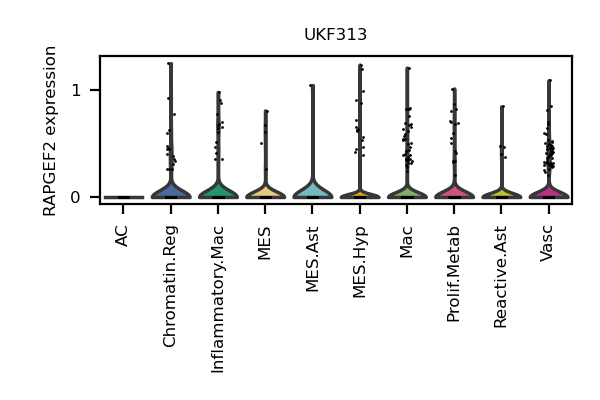 UKF313
RAPGEF2 expression
1
0
AC
Chromatin.Reg
Inflammatory.Mac
MES
MES.Ast
MES.Hyp
Mac
Prolif.Metab
Reactive.Ast
Vasc